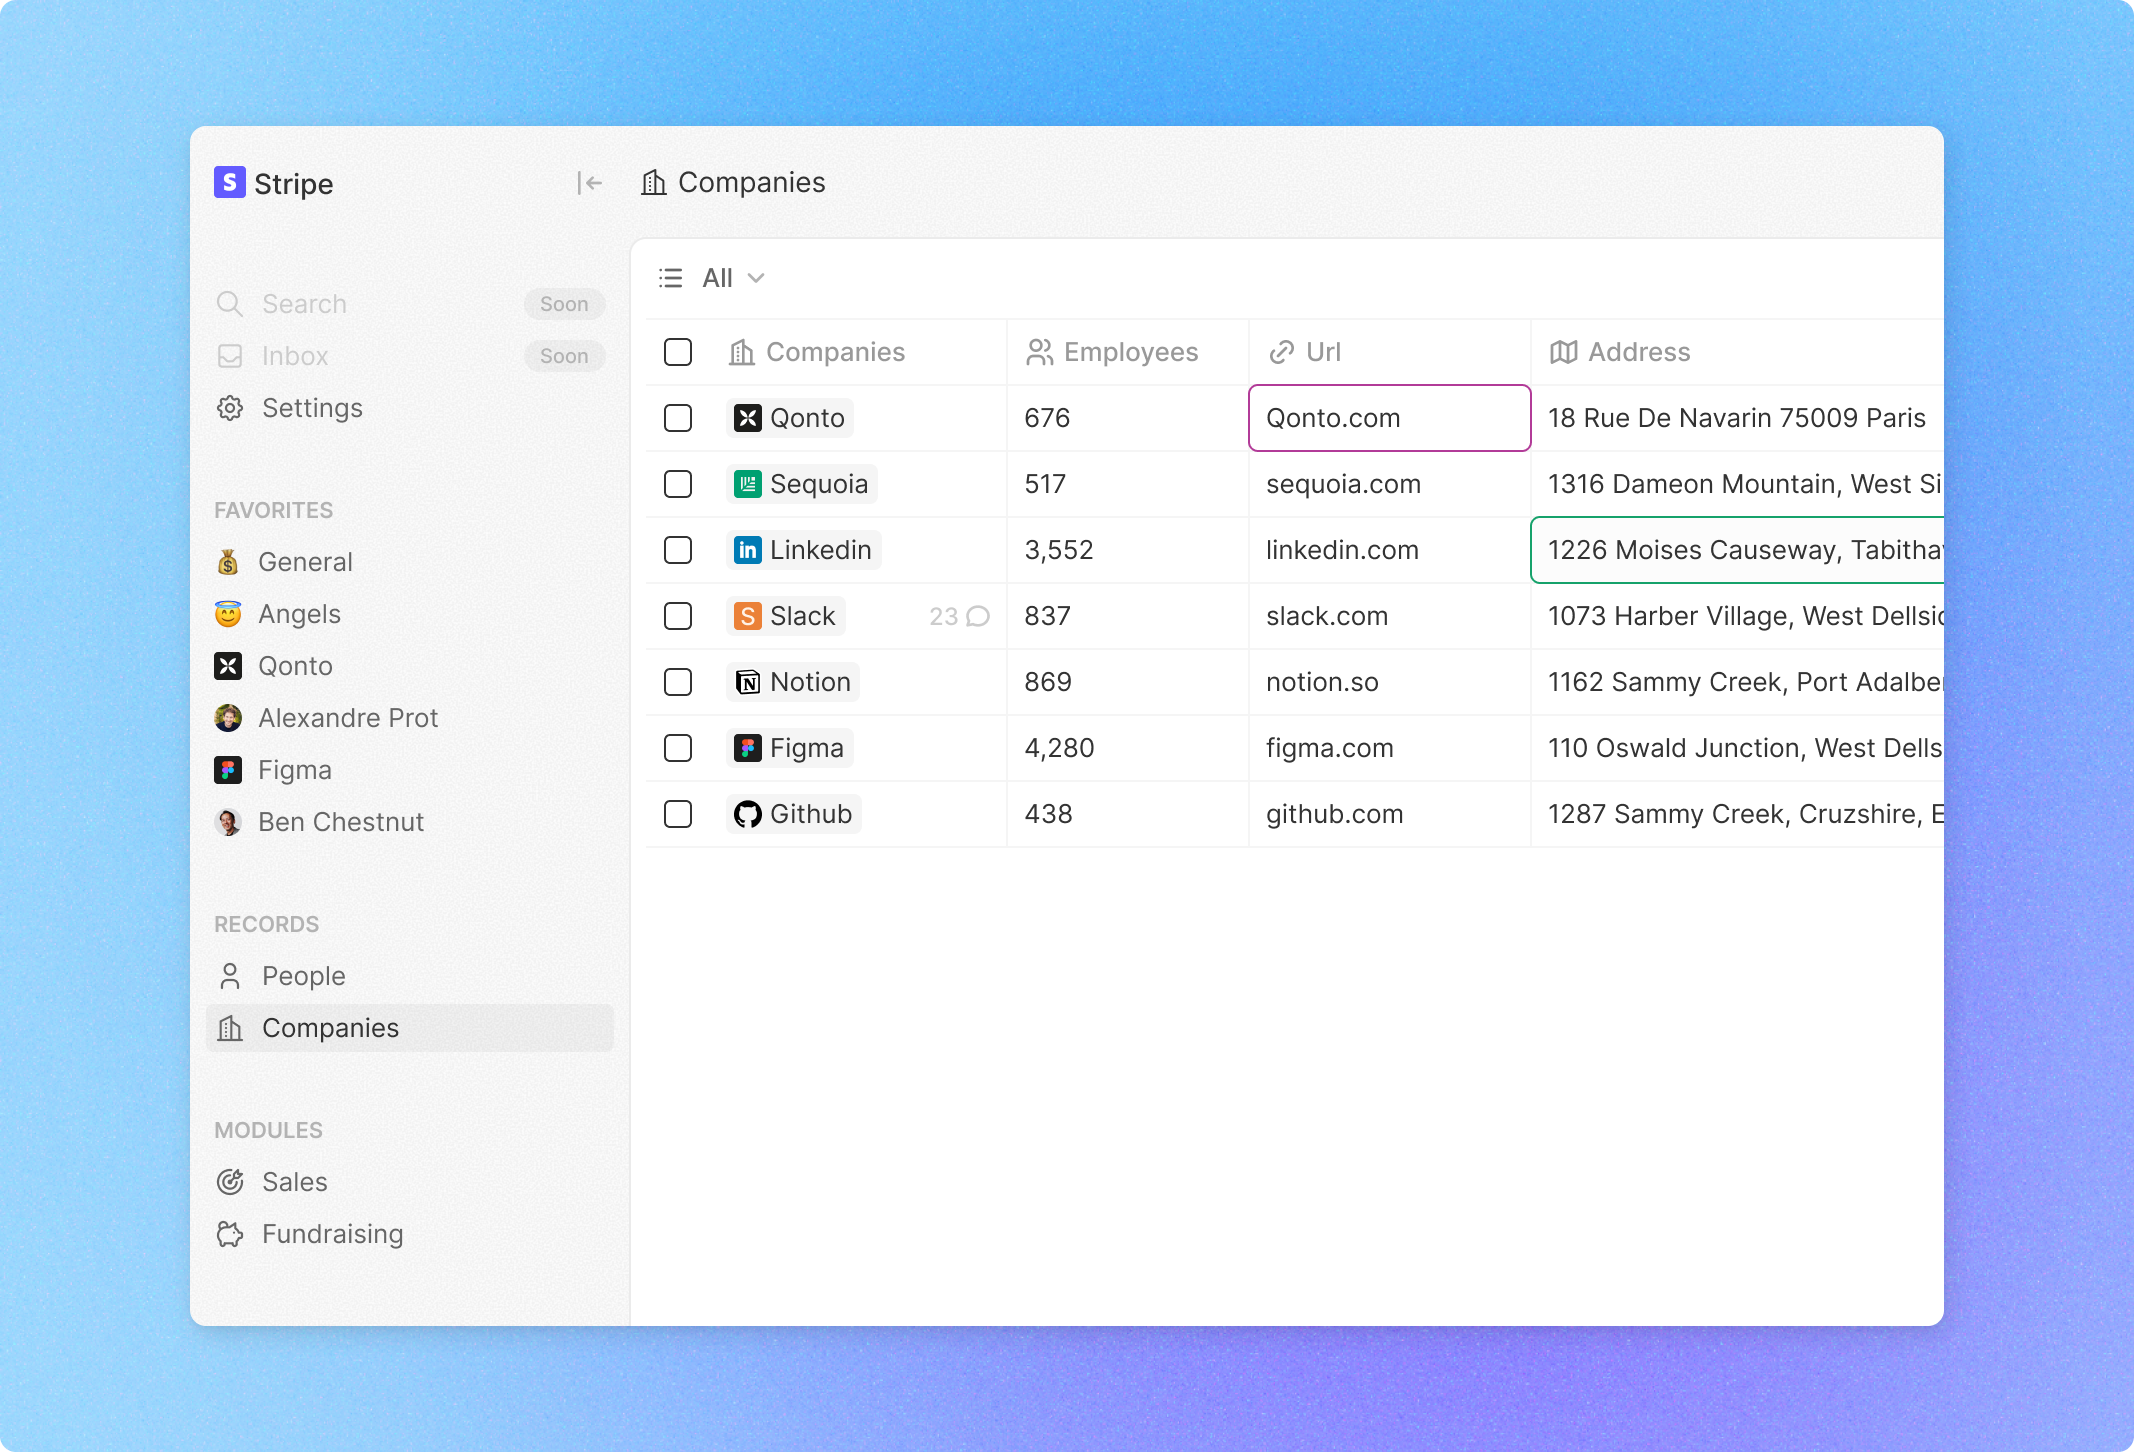 Stripe
Companies
Search Soon
Inbox Soon
Settings
FAVORITES
General
Angels
Qonto
Alexandre Prot
Figma
Ben Chestnut
RECORDS
People
Companies
MODULES
Sales
Fundraising
All
Companies Employees Url Address
Qonto 676 Qonto.com 18 Rue De Navarin 75009 Paris
Sequoia 517 sequoia.com 1316 Dameon Mountain, West Si
Linkedin 3,552 linkedin.com 1226 Moises Causeway, Tabithav
Slack 23 837 slack.com 1073 Harber Village, West Dellsid
Notion 869 notion.so 1162 Sammy Creek, Port Adalber
Figma 4,280 figma.com 110 Oswald Junction, West Dells
Github 438 github.com 1287 Sammy Creek, Cruzshire, E